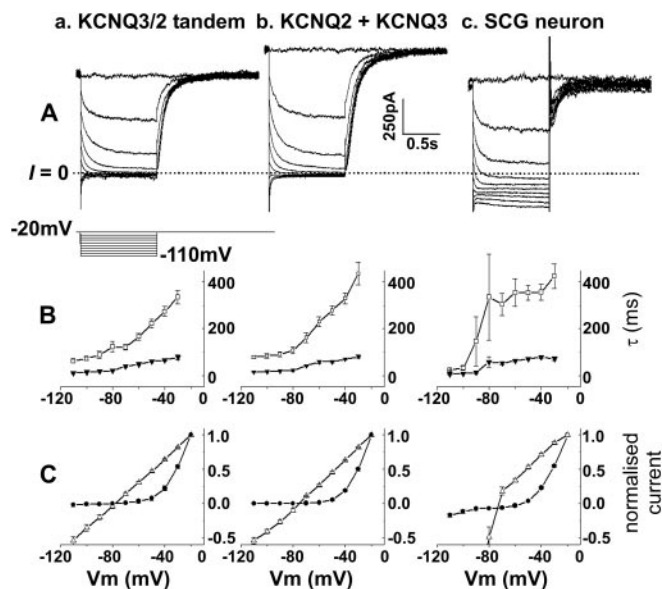 a. KCNQ3/2 tandem b. KCNQ2 + KCNQ3 c. SCG neuron
A
250pA
0.5s
I = 0
-20mV
-110mV
B
400
200
0
400
200
0
400
200
0
τ (ms)
-120 -80 -40 0
-120 -80 -40 0
-120 -80 -40 0
C
1.0
0.5
0.0
-0.5
1.0
0.5
0.0
-0.5
1.0
0.5
0.0
-0.5
normalised current
-120 -80 -40 0
-120 -80 -40 0
-120 -80 -40 0
Vm (mV) Vm (mV) Vm (mV)